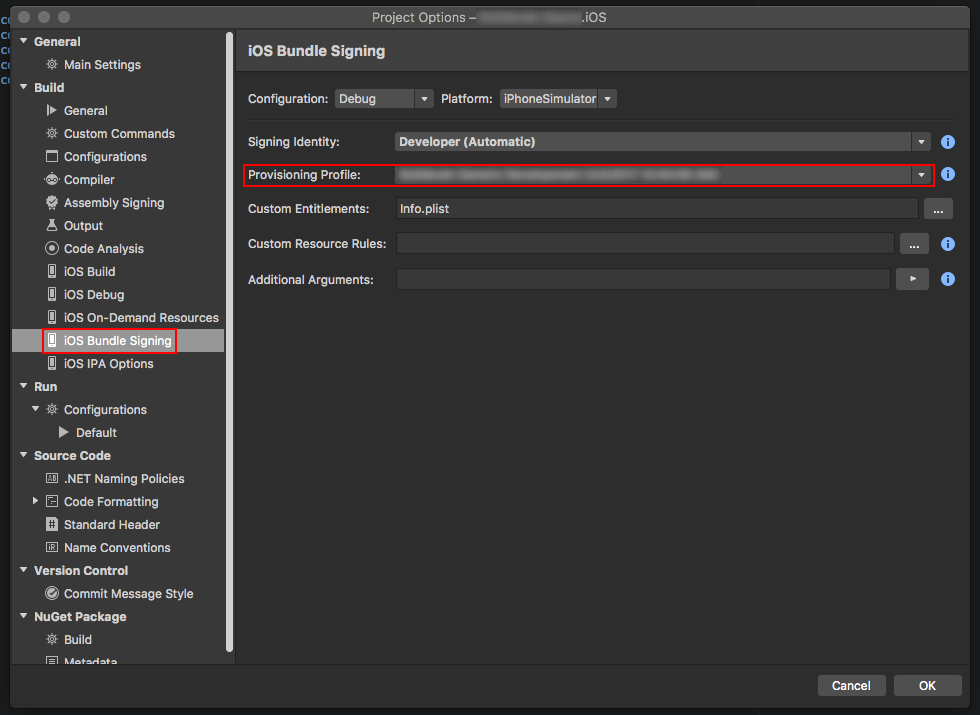 Project Options – .iOS
General
Main Settings
Build
General
Custom Commands
Configurations
Compiler
Assembly Signing
Output
Code Analysis
iOS Build
iOS Debug
iOS On-Demand Resources
iOS Bundle Signing
iOS IPA Options
Run
Configurations
Default
Source Code
.NET Naming Policies
Code Formatting
Standard Header
Name Conventions
Version Control
Commit Message Style
NuGet Package
Build
Metadata
iOS Bundle Signing
Configuration: Debug Platform: iPhoneSimulator
Signing Identity: Developer (Automatic)
Provisioning Profile:
Custom Entitlements: Info.plist ...
Custom Resource Rules: ...
Additional Arguments:
Cancel OK